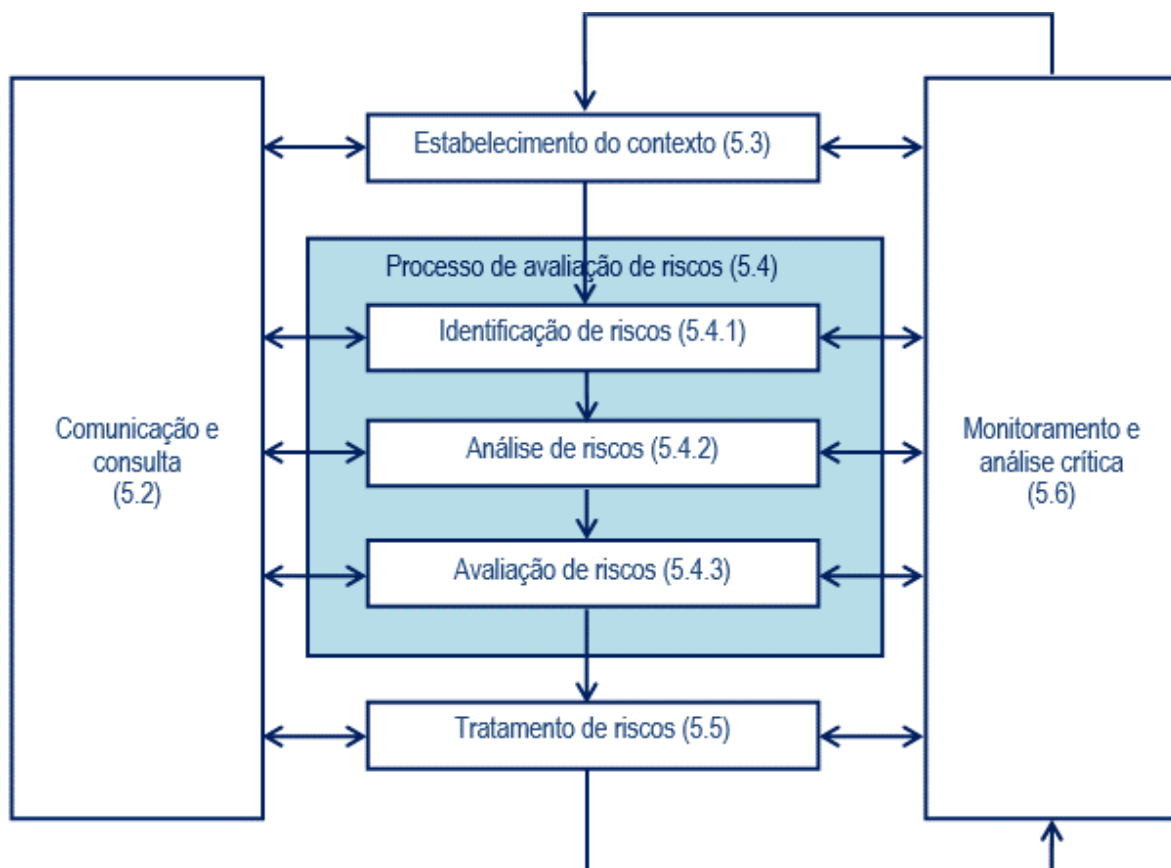 Estabelecimento do contexto (5.3)
Processo de avaliação de riscos (5.4)
Identificação de riscos (5.4.1)
Análise de riscos (5.4.2)
Avaliação de riscos (5.4.3)
Tratamento de riscos (5.5)
Comunicação e
consulta
(5.2)
Monitoramento e
análise crítica
(5.6)